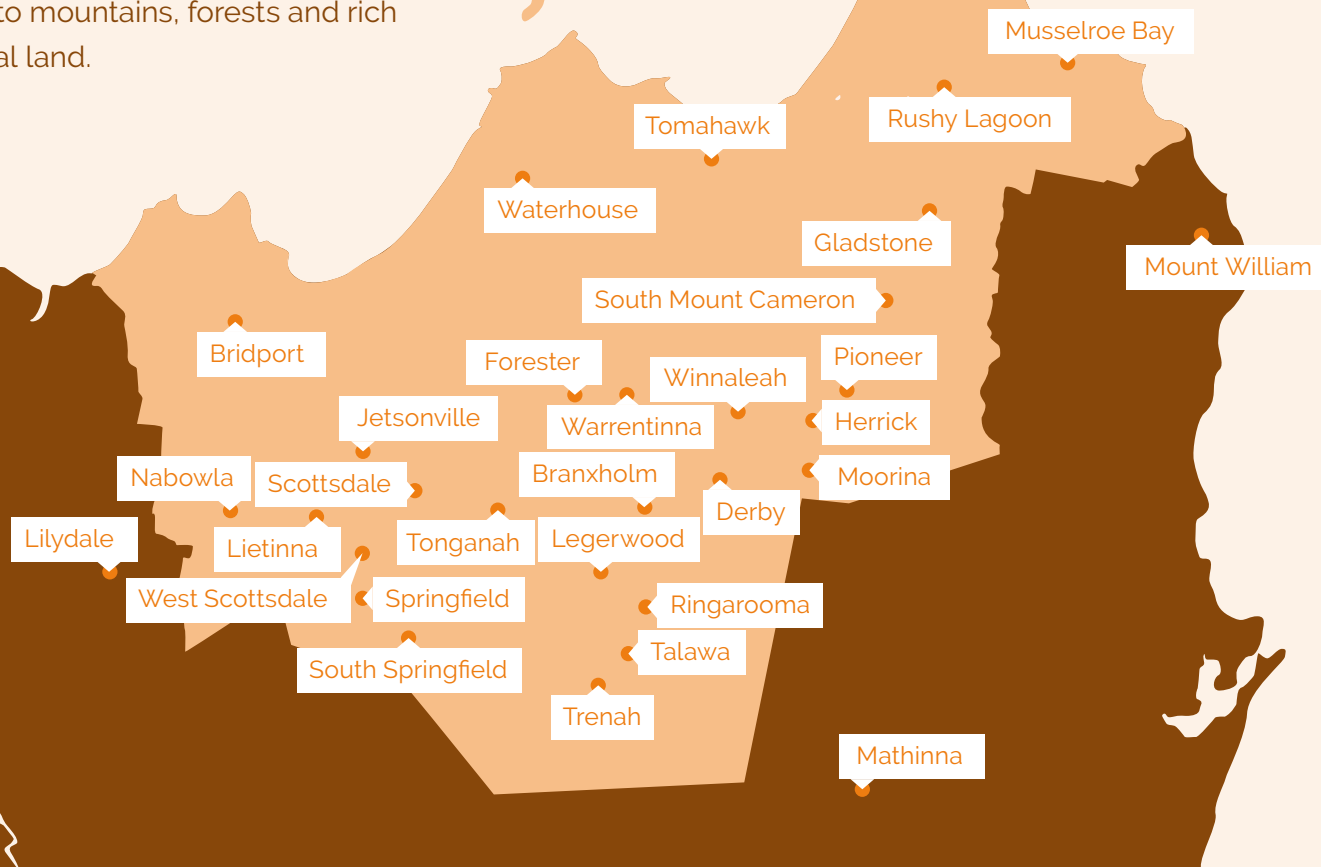 to mountains, forests and rich
al land.
Musselroe Bay
Rushy Lagoon
Tomahawk
Waterhouse
Gladstone
Mount William
South Mount Cameron
Bridport
Forester
Pioneer
Winnaleah
Jetsonville
Warrentinna
Herrick
Nabowla
Scottsdale
Branxholm
Moorina
Derby
Lilydale
Lietinna
Tonganah
Legerwood
West Scottsdale
Springfield
Ringarooma
Talawa
South Springfield
Trenah
Mathinna